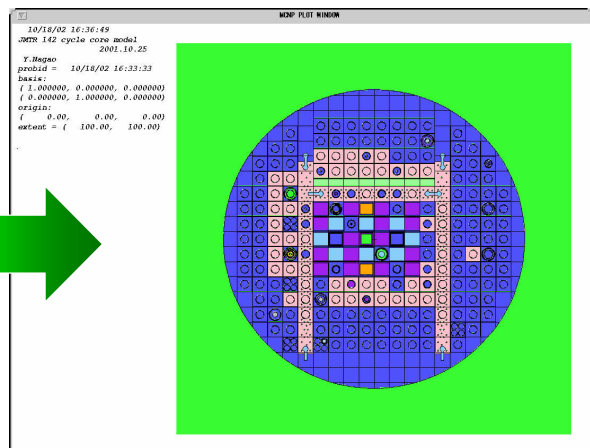 MCNP PLOT WINDOW
10/18/02 16:36:49
JMTR 142 cycle core model
2001.10.25
Y.Nagao
probid = 10/18/02 16:33:33
basis:
( 1.000000, 0.000000, 0.000000)
( 0.000000, 1.000000, 0.000000)
origin:
( 0.00, 0.00, 0.00)
extent = ( 100.00, 100.00)